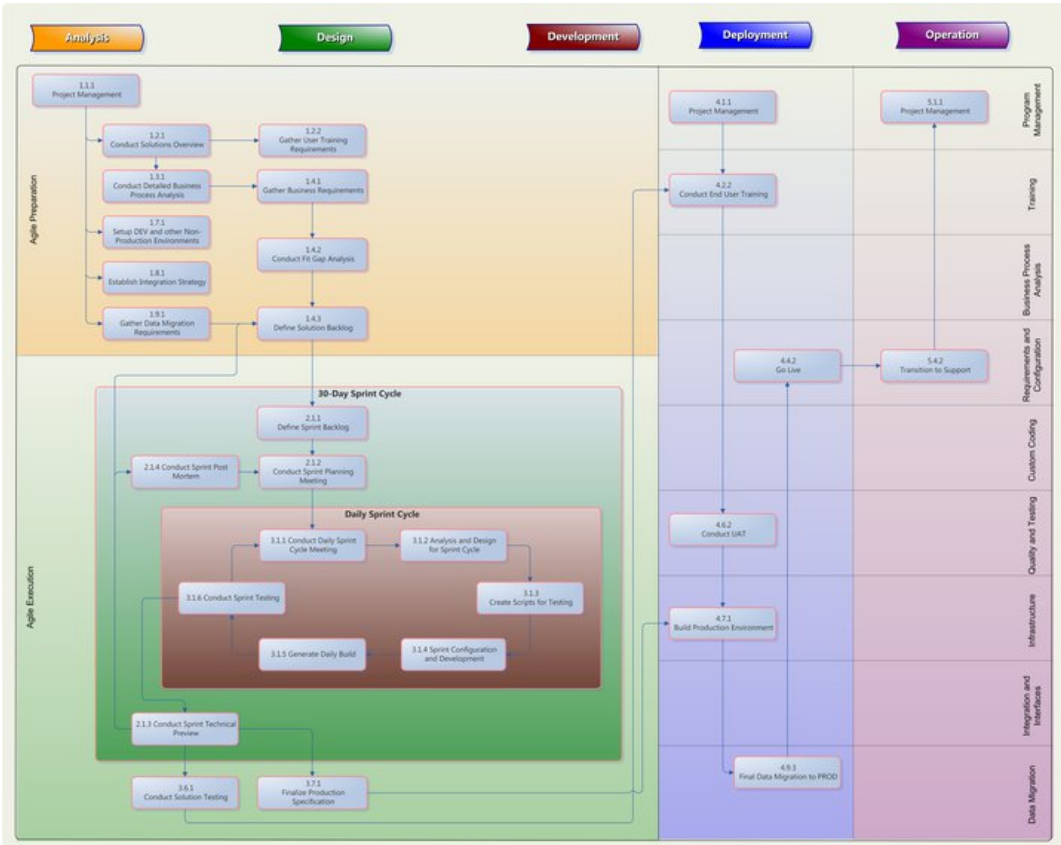 Analysis
Design
Development
Deployment
Operation
Agile Preparation
1.1.1
Project Management
1.2.1
Conduct Solutions Overview
1.2.2
Gather User Training
Requirements
1.3.1
Conduct Detailed Business
Process Analysis
1.4.1
Gather Business Requirements
1.7.1
Setup DEV and other Non-
Production Environments
1.4.2
Conduct Fit Gap Analysis
1.8.1
Establish Integration Strategy
1.9.1
Gather Data Migration
Requirements
1.4.3
Define Solution Backlog
Agile Execution
30-Day Sprint Cycle
2.1.1
Define Sprint Backlog
2.1.4 Conduct Sprint Post
Mortem
2.1.2
Conduct Sprint Planning
Meeting
Daily Sprint Cycle
3.1.1 Conduct Daily Sprint
Cycle Meeting
3.1.2 Analysis and Design
for Sprint Cycle
3.1.6 Conduct Sprint Testing
3.1.3
Create Scripts for Testing
3.1.5 Generate Daily Build
3.1.4 Sprint Configuration
and Development
2.1.3 Conduct Sprint Technical
Preview
3.6.1
Conduct Solution Testing
3.7.1
Finalize Production
Specification
4.1.1
Project Management
5.1.1
Project Management
4.2.2
Conduct End User Training
4.4.2
Go Live
5.4.2
Transition to Support
4.6.2
Conduct UAT
4.7.1
Build Production Environment
4.9.3
Final Data Migration to PROD
Program
Management
Training
Business Process
Analysis
Requirements and
Configuration
Custom Coding
Quality and Testing
Infrastructure
Integration and
Interfaces
Data Migration